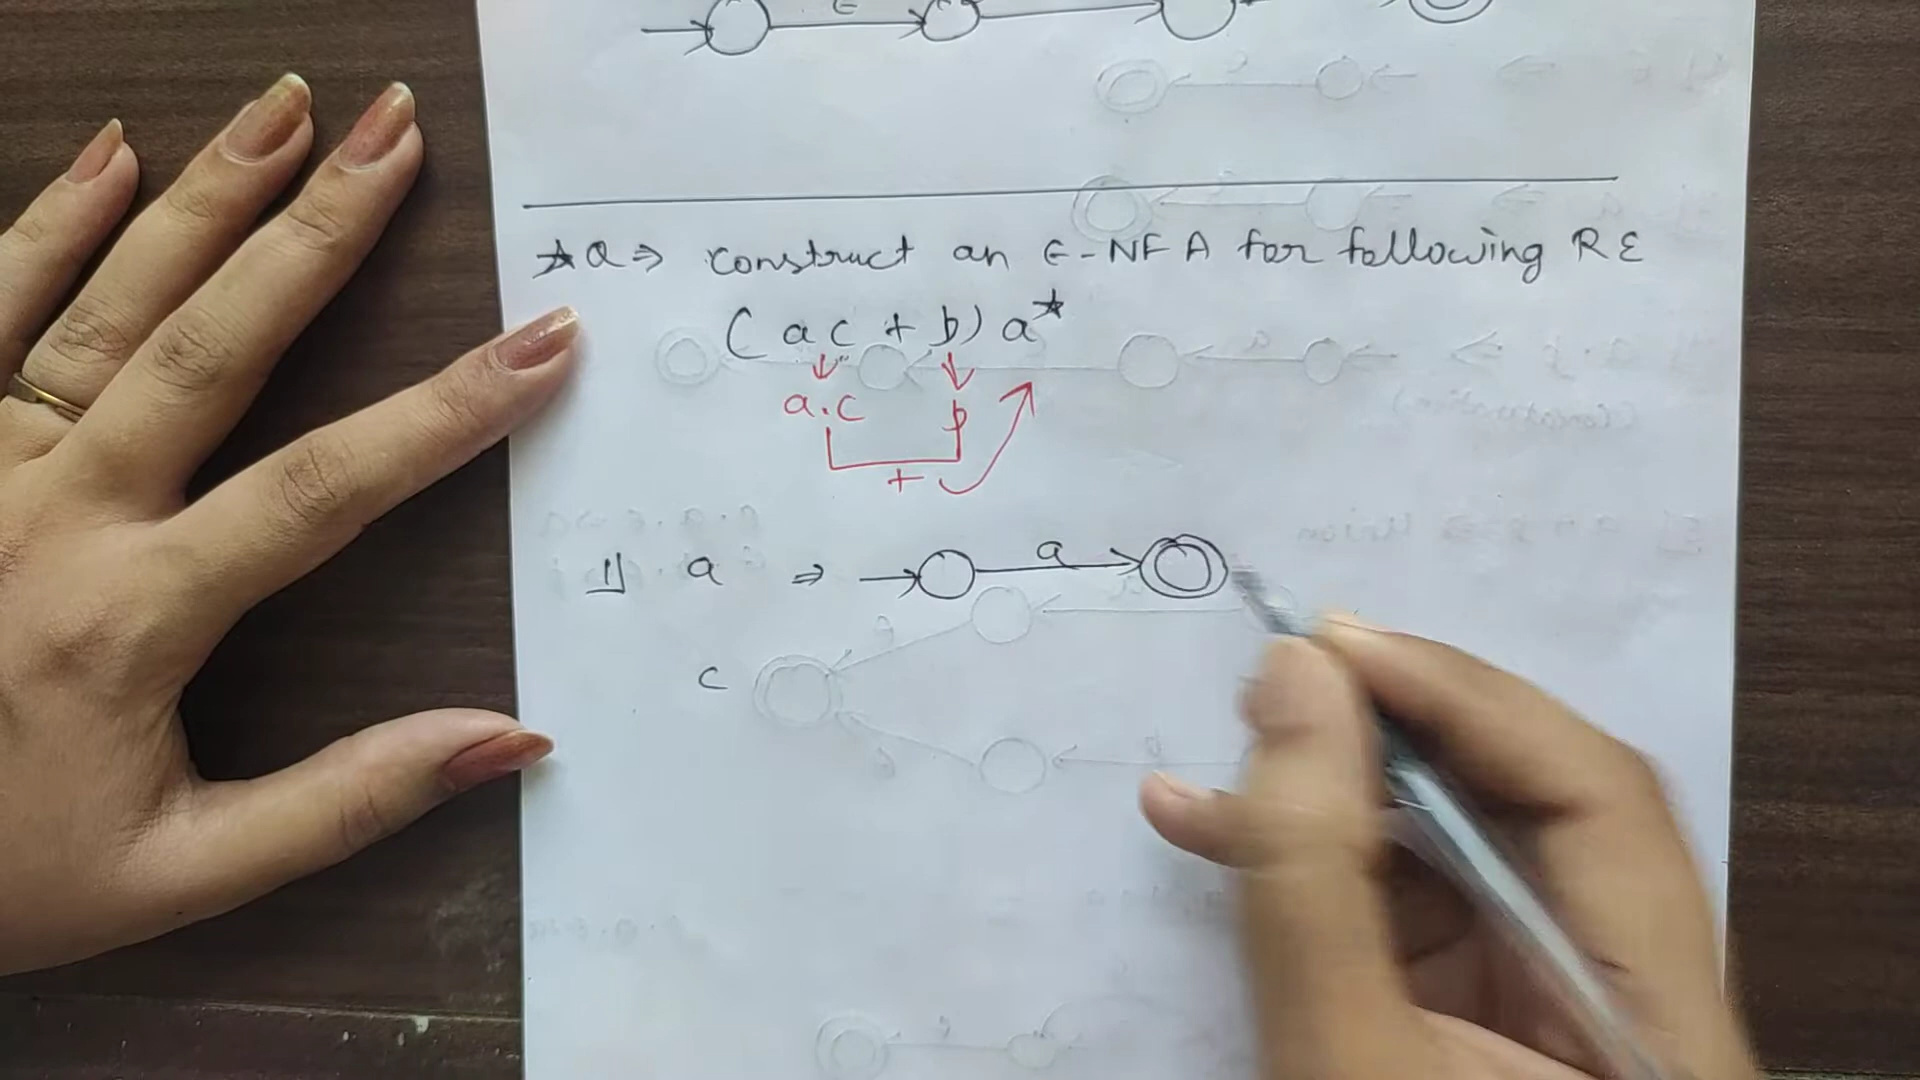 ε
★ Q ⇒ construct an ε-NFA for following RE
(ac + b) a*
a.c b
+
1] a ⇒ a
c